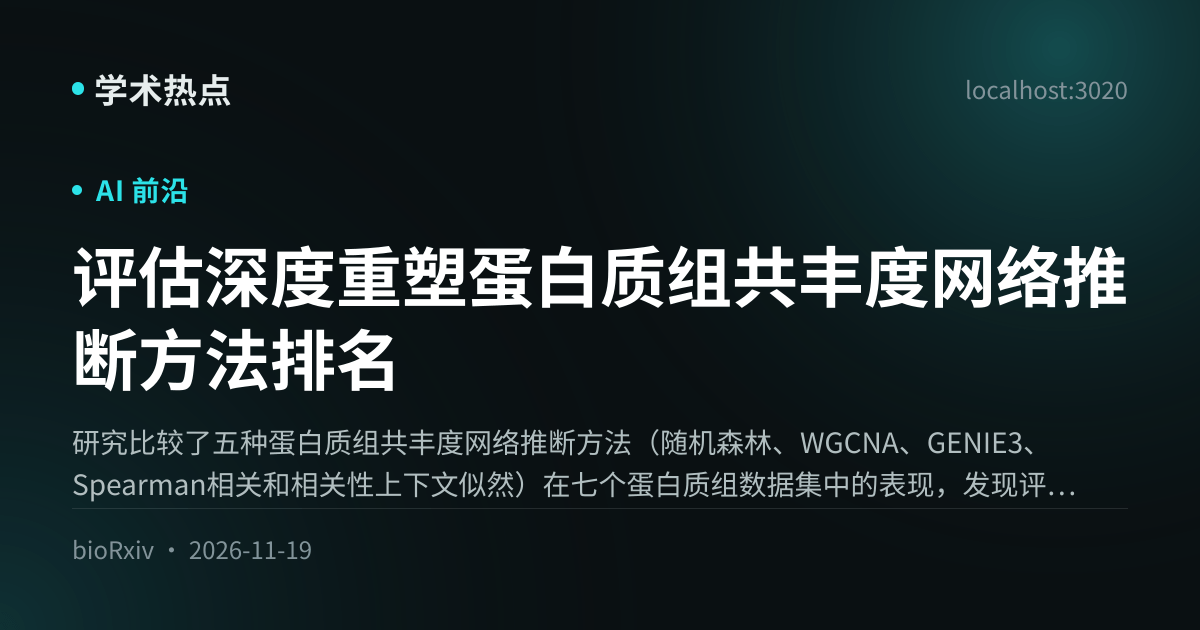 学术热点
localhost:3020
AI 前沿
评估深度重塑蛋白质组共丰度网络推
断方法排名
研究比较了五种蛋白质组共丰度网络推断方法（随机森林、WGCNA、GENIE3、
Spearman相关和相关性上下文似然）在七个蛋白质组数据集中的表现，发现评…
bioRxiv · 2026-11-19